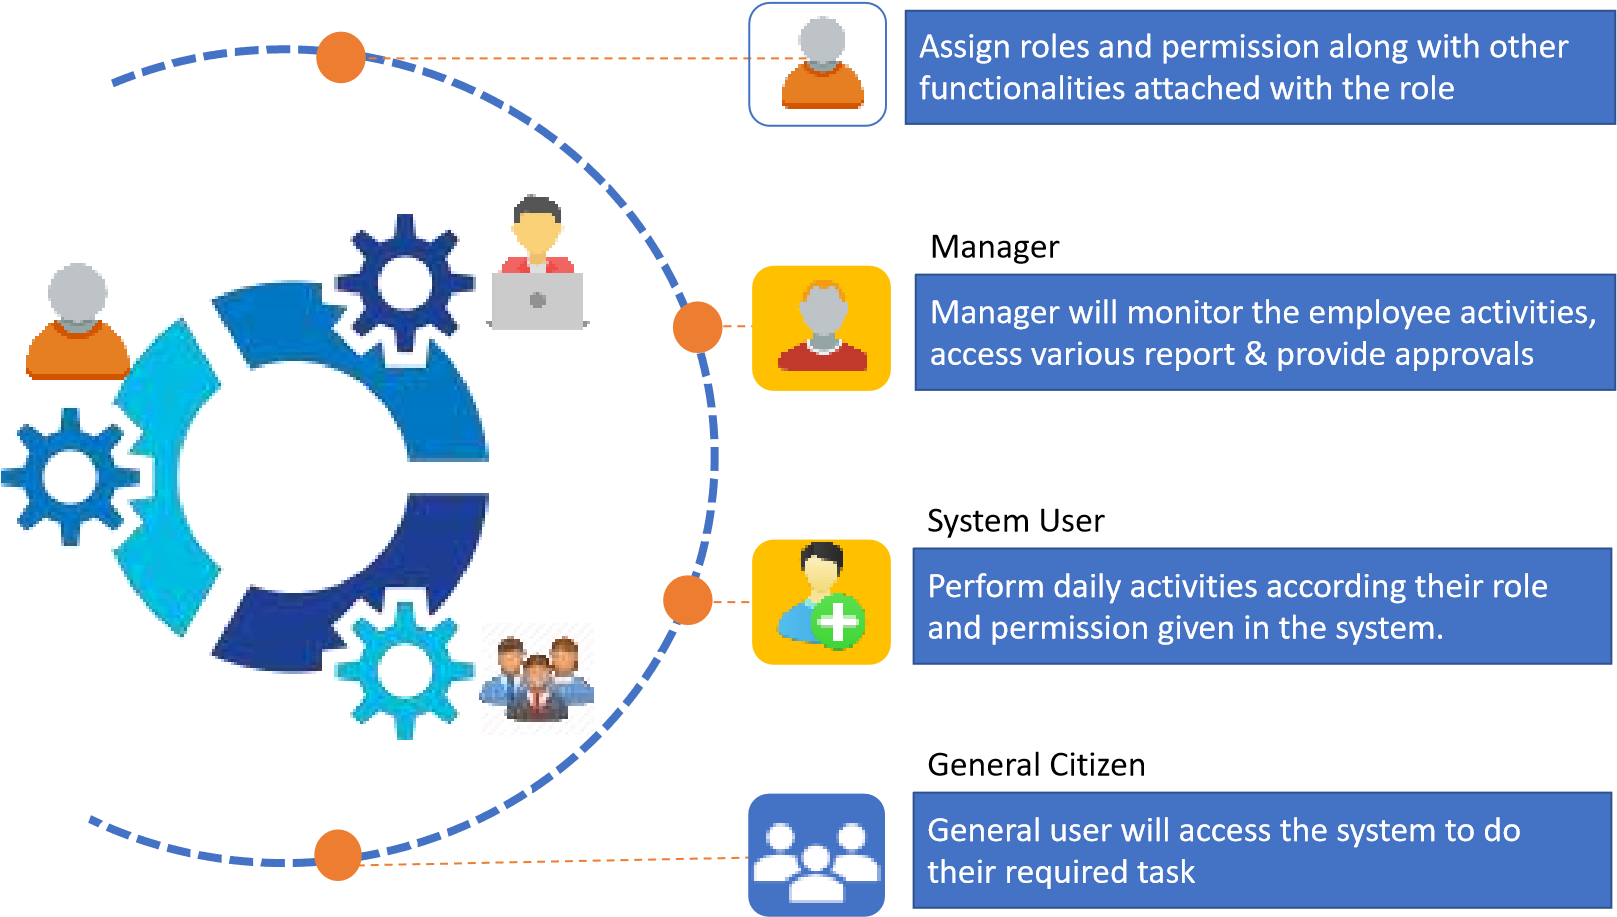 Assign roles and permission along with other
functionalities attached with the role
Manager
Manager will monitor the employee activities,
access various report & provide approvals
System User
Perform daily activities according their role
and permission given in the system.
General Citizen
General user will access the system to do
their required task